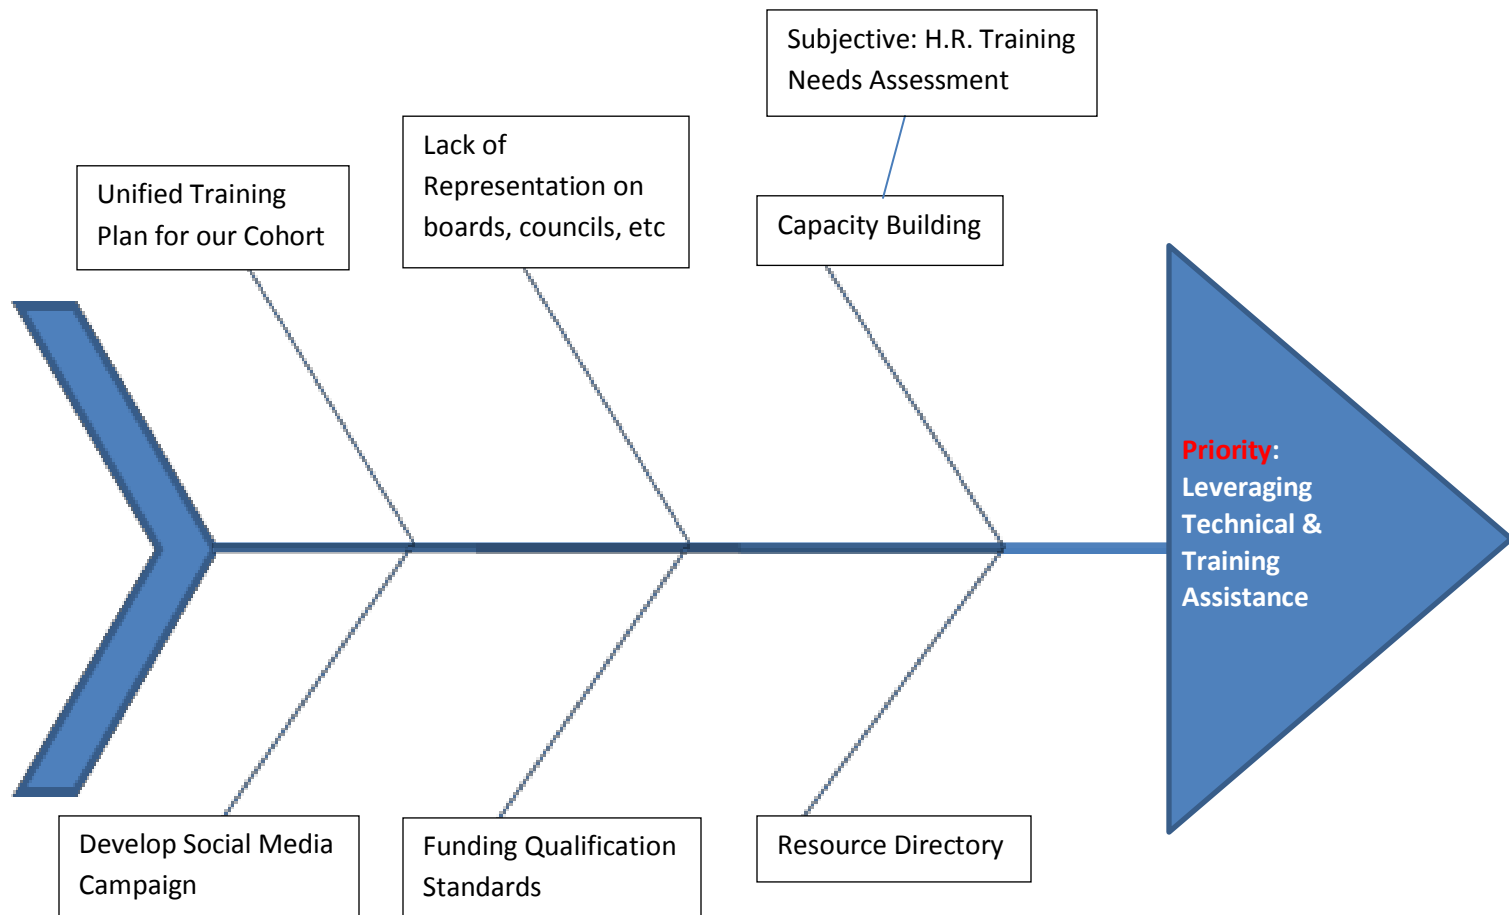 Subjective: H.R. Training
Needs Assessment
Lack of
Representation on
boards, councils, etc
Unified Training
Plan for our Cohort
Capacity Building
Priority:
Leveraging
Technical &
Training
Assistance
Develop Social Media
Campaign
Funding Qualification
Standards
Resource Directory